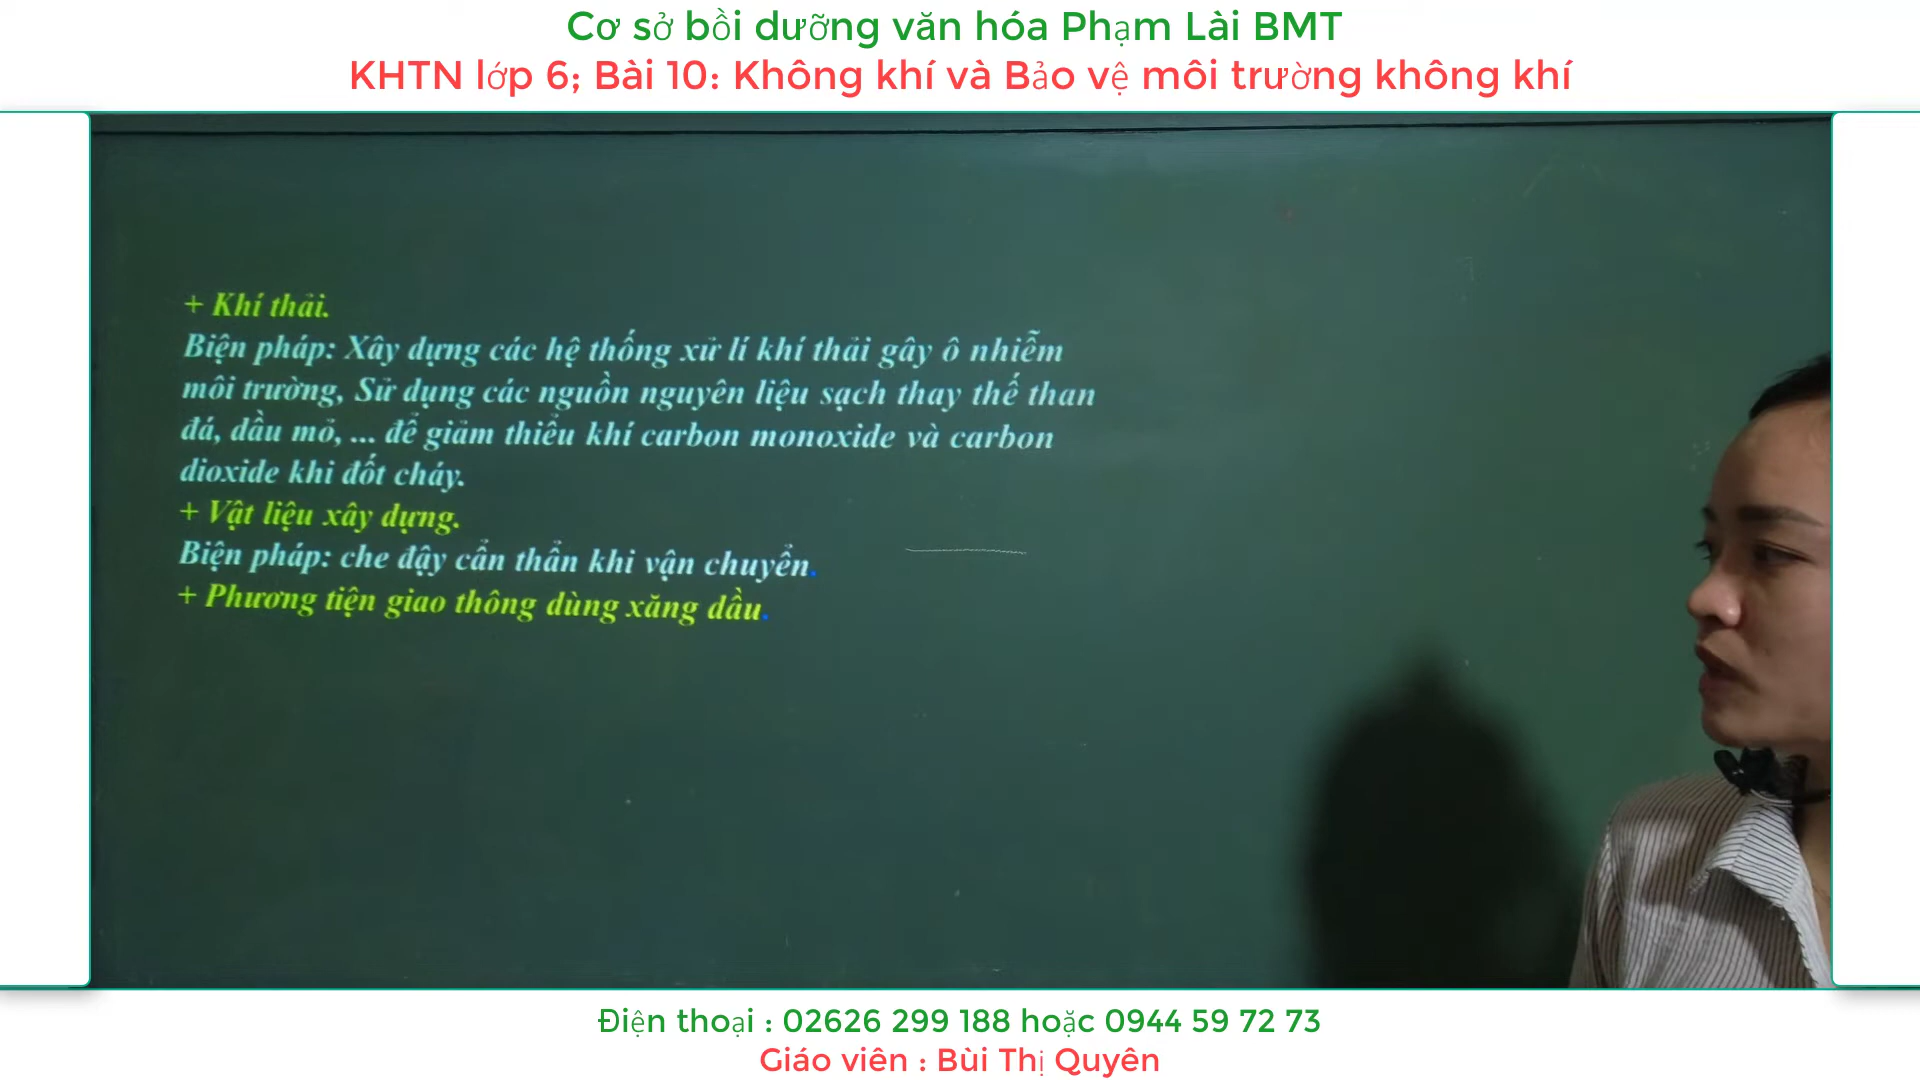 Cơ sở bồi dưỡng văn hóa Phạm Lài BMT
KHTN lớp 6; Bài 10: Không khí và Bảo vệ môi trường không khí
+ Khí thải.
Biện pháp: Xây dựng các hệ thống xử lí khí thải gây ô nhiễm
môi trường, Sử dụng các nguồn nguyên liệu sạch thay thế than
đá, dầu mỏ, ... để giảm thiểu khí carbon monoxide và carbon
dioxide khi đốt cháy.
+ Vật liệu xây dựng.
Biện pháp: che đậy cẩn thẩn khi vận chuyển.
+ Phương tiện giao thông dùng xăng dầu.
Điện thoại : 02626 299 188 hoặc 0944 59 72 73
Giáo viên : Bùi Thị Quyên